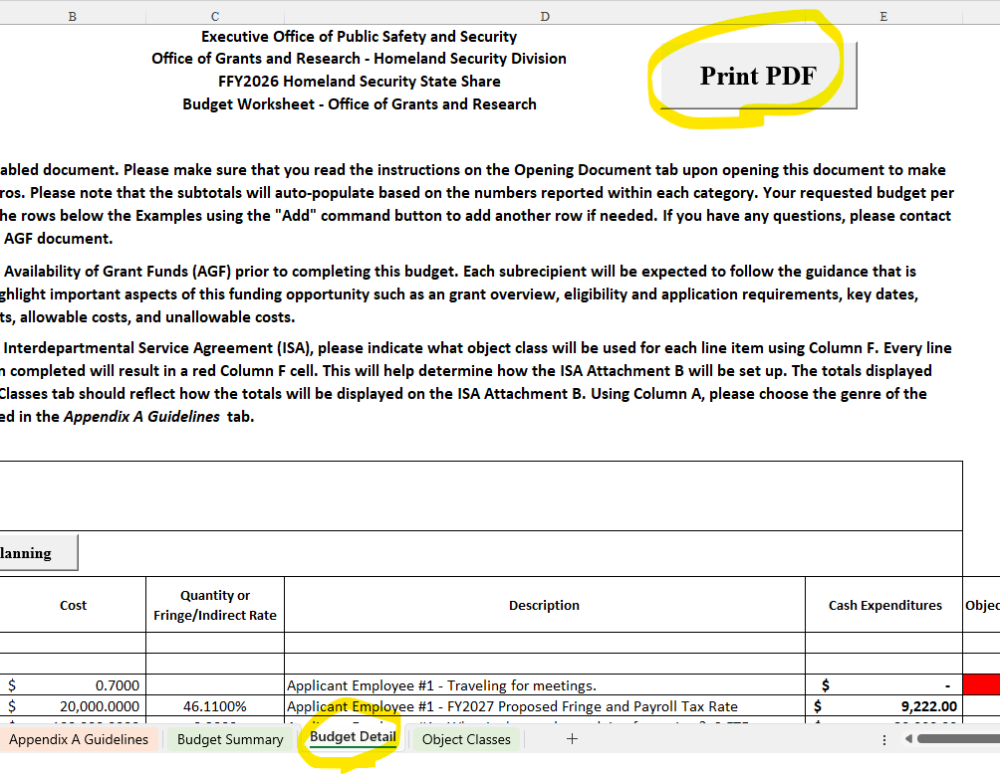 B C D E
Executive Office of Public Safety and Security
Office of Grants and Research - Homeland Security Division
FFY2026 Homeland Security State Share
Budget Worksheet - Office of Grants and Research
Print PDF
abled document. Please make sure that you read the instructions on the Opening Document tab upon opening this document to make
ros. Please note that the subtotals will auto-populate based on the numbers reported within each category. Your requested budget per
he rows below the Examples using the "Add" command button to add another row if needed. If you have any questions, please contact
AGF document.
Availability of Grant Funds (AGF) prior to completing this budget. Each subrecipient will be expected to follow the guidance that is
ghlight important aspects of this funding opportunity such as an grant overview, eligibility and application requirements, key dates,
ts, allowable costs, and unallowable costs.
Interdepartmental Service Agreement (ISA), please indicate what object class will be used for each line item using Column F. Every line
n completed will result in a red Column F cell. This will help determine how the ISA Attachment B will be set up. The totals displayed
Classes tab should reflect how the totals will be displayed on the ISA Attachment B. Using Column A, please choose the genre of the
ed in the Appendix A Guidelines tab.
lanning
Cost
Quantity or
Fringe/Indirect Rate
Description
Cash Expenditures
Objec
$ 0.7000 Applicant Employee #1 - Traveling for meetings. $ -
$ 20,000.0000 46.1100% Applicant Employee #1 - FY2027 Proposed Fringe and Payroll Tax Rate $ 9,222.00
Appendix A Guidelines Budget Summary Budget Detail Object Classes +